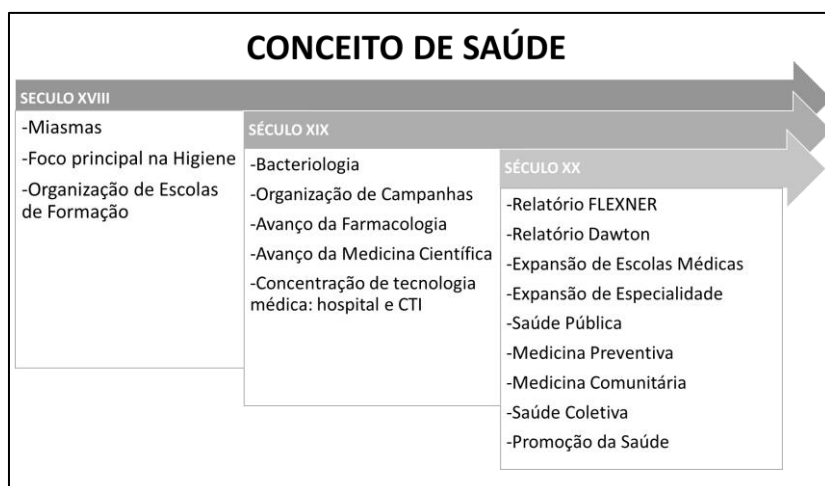 CONCEITO DE SAÚDE
SECULO XVIII
-Miasmas
-Foco principal na Higiene
-Organização de Escolas
de Formação
SÉCULO XIX
-Bacteriologia
-Organização de Campanhas
-Avanço da Farmacologia
-Avanço da Medicina Científica
-Concentração de tecnologia
médica: hospital e CTI
SÉCULO XX
-Relatório FLEXNER
-Relatório Dawton
-Expansão de Escolas Médicas
-Expansão de Especialidade
-Saúde Pública
-Medicina Preventiva
-Medicina Comunitária
-Saúde Coletiva
-Promoção da Saúde